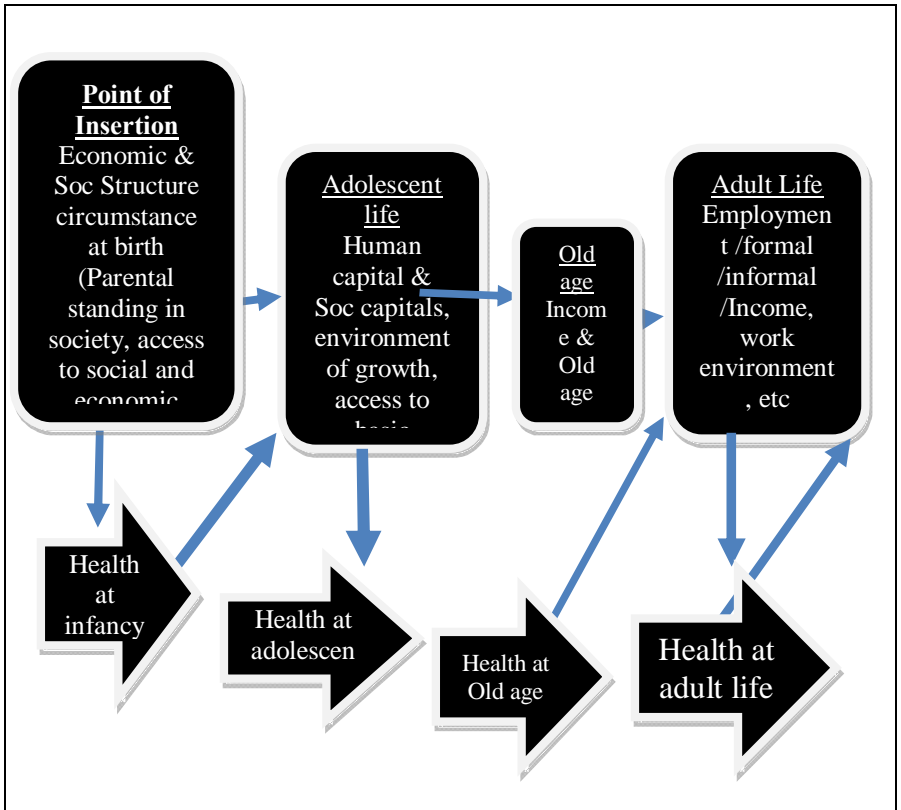 Point of
Insertion
Economic &
Soc Structure
circumstance
at birth
(Parental
standing in
society, access
to social and
economic
Adolescent
life
Human
capital &
Soc capitals,
environment
of growth,
access to
basic
Old
age
Incom
e &
Old
age
Adult Life
Employmen
t /formal
/informal
/Income,
work
environment
, etc
Health
at
infancy
Health at
adolescen
Health at
Old age
Health at
adult life